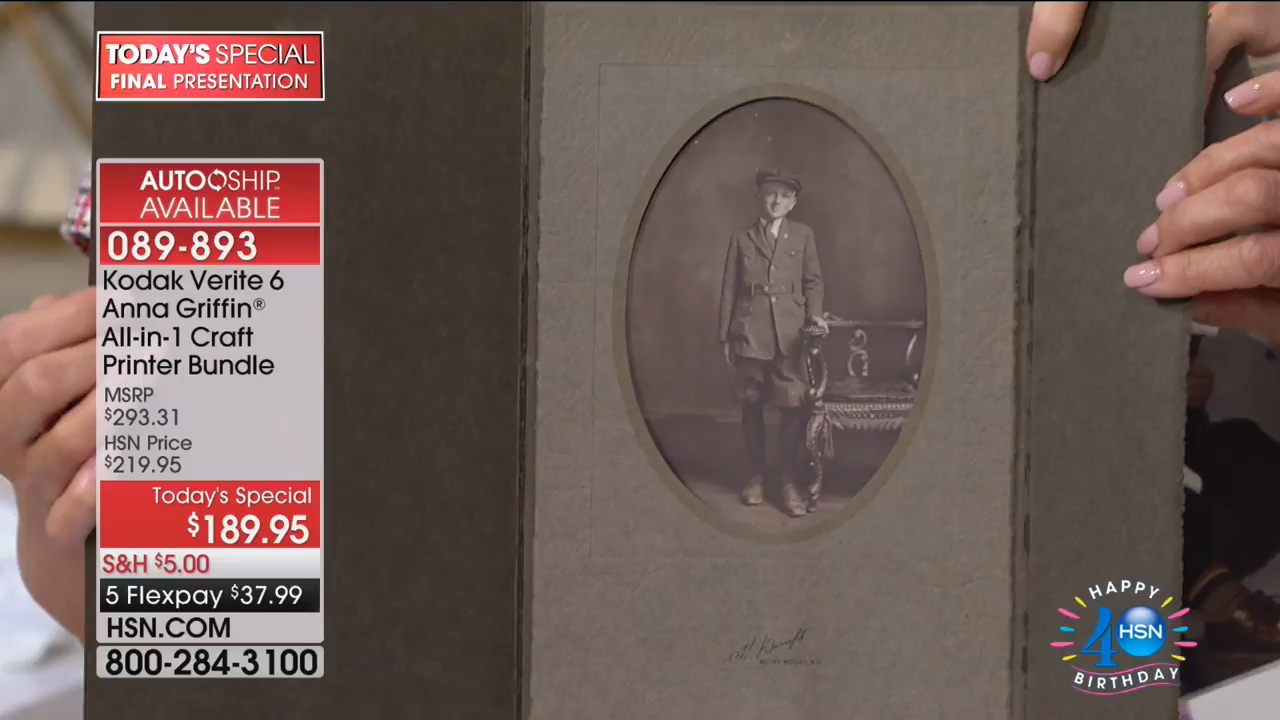 TODAY'S SPECIAL
FINAL PRESENTATION
AUTO SHIP
AVAILABLE
089-893
Kodak Verite 6
Anna Griffin®
All-in-1 Craft
Printer Bundle
MSRP
$293.31
HSN Price
$219.95
Today's Special
$189.95
S&H $5.00
5 Flexpay $37.99
HSN.COM
800-284-3100
HAPPY
40
HSN
BIRTHDAY